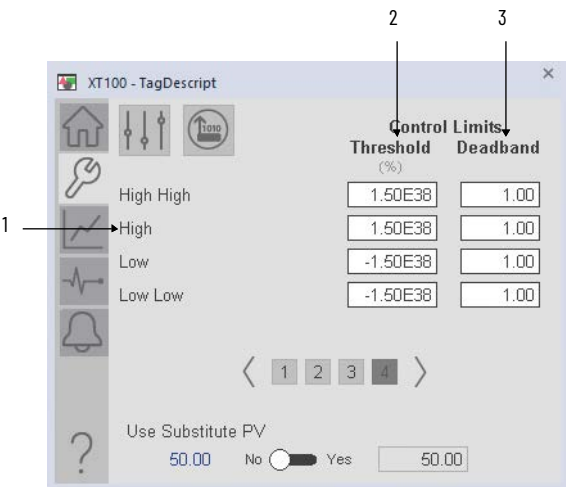 2 3
XT100 - TagDescript ×
1010
Control Limits
Threshold Deadband
(%)
High High 1.50E38 1.00
1 High 1.50E38 1.00
Low -1.50E38 1.00
Low Low -1.50E38 1.00
1 2 3 4
Use Substitute PV
? 50.00 No Yes 50.00